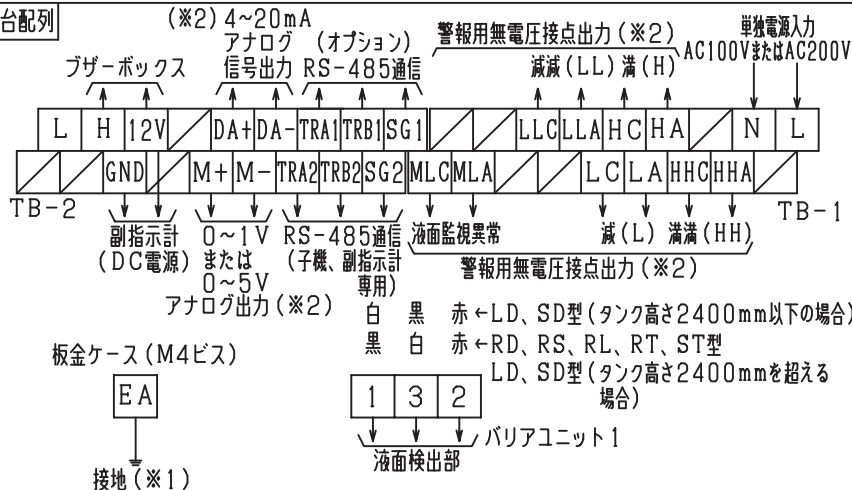 台配列
(※2) 4~20mA
アナログ
信号出力
(オプション)
RS-485通信
警報用無電圧接点出力(※2)
減減(LL) 満(H)
単独電源入力
AC100VまたはAC200V
ブザーボックス
L H 12V DA+ DA- TRA1 TRB1 SG1 LLC LLA HC HA N L
GND M+ M- TRA2 TRB2 SG2 MLC MLA LC LA HHC HHA
TB-2
TB-1
副指示計
(DC電源)
0~1V
または
0~5V
アナログ出力(※2)
RS-485通信
(子機、副指示計
専用)
液面監視異常
減(L) 満満(HH)
警報用無電圧接点出力(※2)
白 黒 赤←LD、SD型(タンク高さ2400mm以下の場合)
黒 白 赤←RD、RS、RL、RT、ST型
LD、SD型(タンク高さ2400mmを超える
場合)
板金ケース(M4ビス)
EA
接地(※1)
1 3 2
バリアユニット1
液面検出部